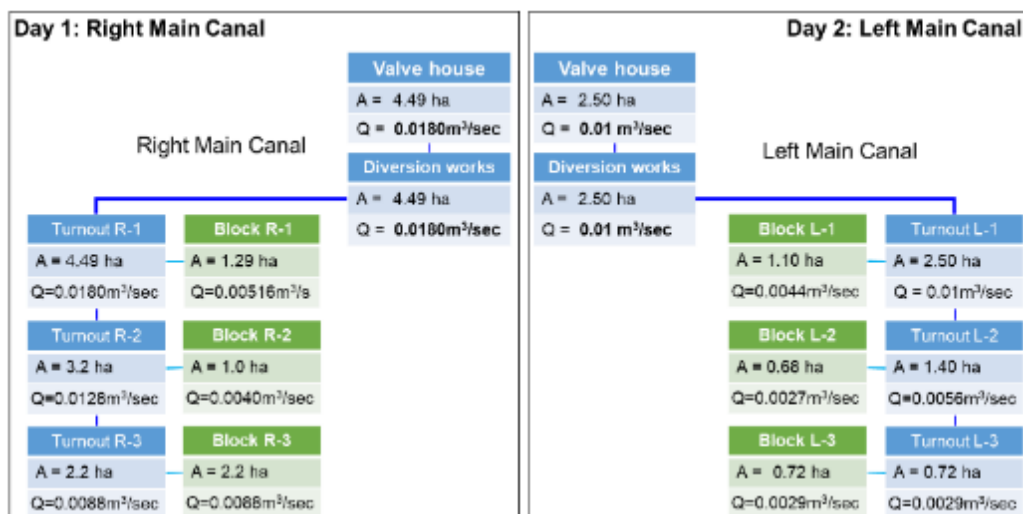 Day 1: Right Main Canal
Valve house
A = 4.49 ha
Q = 0.0180m³/sec
Right Main Canal
Diversion works
A = 4.49 ha
Q = 0.0180m³/sec
Turnout R-1
A = 4.49 ha
Q=0.0180m³/sec
Block R-1
A = 1.29 ha
Q=0.00516m³/s
Turnout R-2
A = 3.2 ha
Q=0.0128m³/sec
Block R-2
A = 1.0 ha
Q=0.0040m³/sec
Turnout R-3
A = 2.2 ha
Q=0.0088m³/sec
Block R-3
A = 2.2 ha
Q=0.0088m³/sec
Day 2: Left Main Canal
Valve house
A = 2.50 ha
Q = 0.01 m³/sec
Left Main Canal
Diversion works
A = 2.50 ha
Q = 0.01 m³/sec
Block L-1
A = 1.10 ha
Q=0.0044m³/sec
Turnout L-1
A = 2.50 ha
Q = 0.01m³/sec
Block L-2
A = 0.68 ha
Q=0.0027m³/sec
Turnout L-2
A = 1.40 ha
Q=0.0056m³/sec
Block L-3
A = 0.72 ha
Q=0.0029m³/sec
Turnout L-3
A = 0.72 ha
Q=0.0029m³/sec